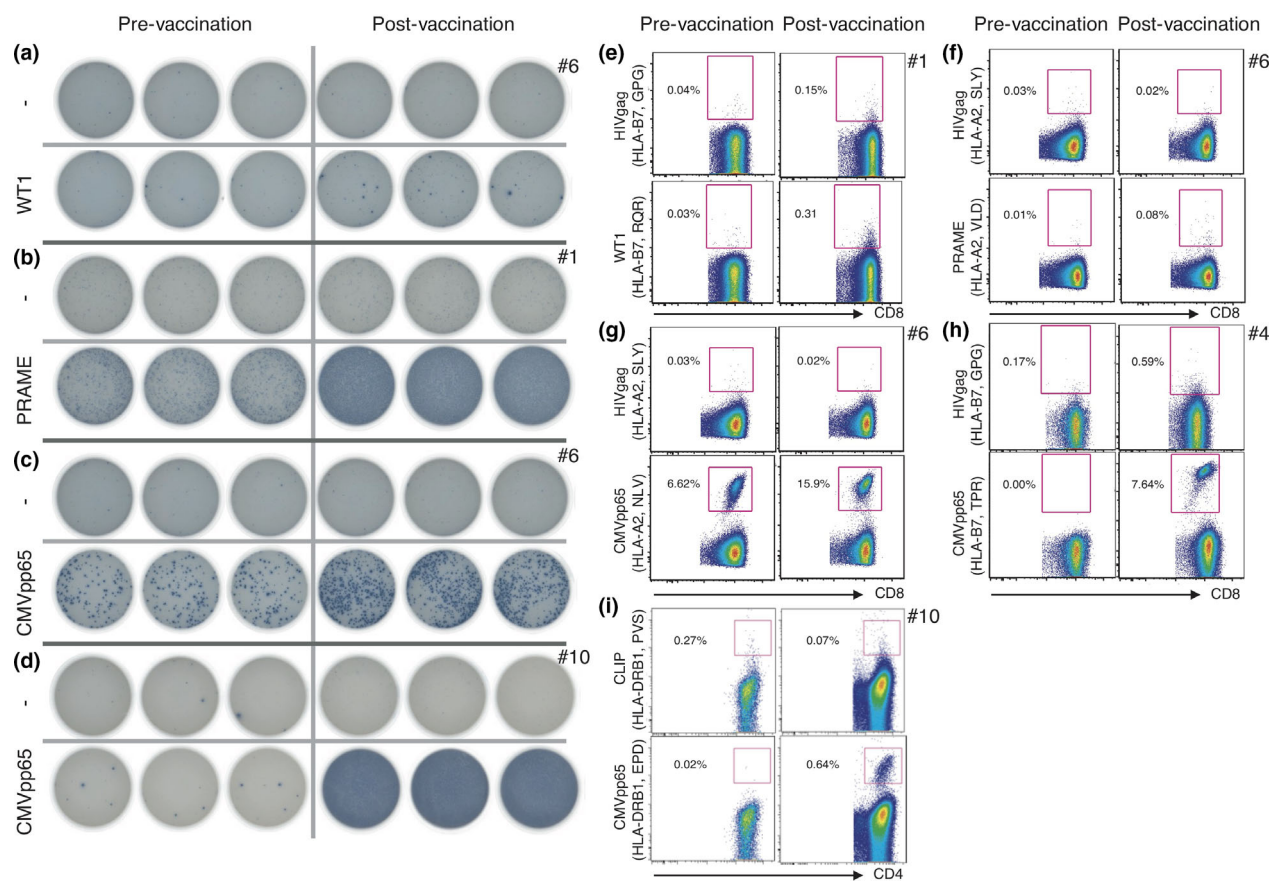 Pre-vaccination
Post-vaccination
(a)
#6
-
WT1
(b)
#1
-
PRAME
(c)
#6
-
CMVpp65
(d)
#10
-
CMVpp65
Pre-vaccination
Post-vaccination
(e)
#1
HIVgag
(HLA-B7, GPG)
0.04%
0.15%
WT1
(HLA-B7, RQR)
0.03%
0.31
CD8
Pre-vaccination
Post-vaccination
(f)
#6
HIVgag
(HLA-A2, SLY)
0.03%
0.02%
PRAME
(HLA-A2, VLD)
0.01%
0.08%
CD8
(g)
#6
HIVgag
(HLA-A2, SLY)
0.03%
0.02%
CMVpp65
(HLA-A2, NLV)
6.62%
15.9%
CD8
(h)
#4
HIVgag
(HLA-B7, GPG)
0.17%
0.59%
CMVpp65
(HLA-B7, TPR)
0.00%
7.64%
CD8
(i)
#10
CLIP
(HLA-DRB1, PVS)
0.27%
0.07%
CMVpp65
(HLA-DRB1, EPD)
0.02%
0.64%
CD4